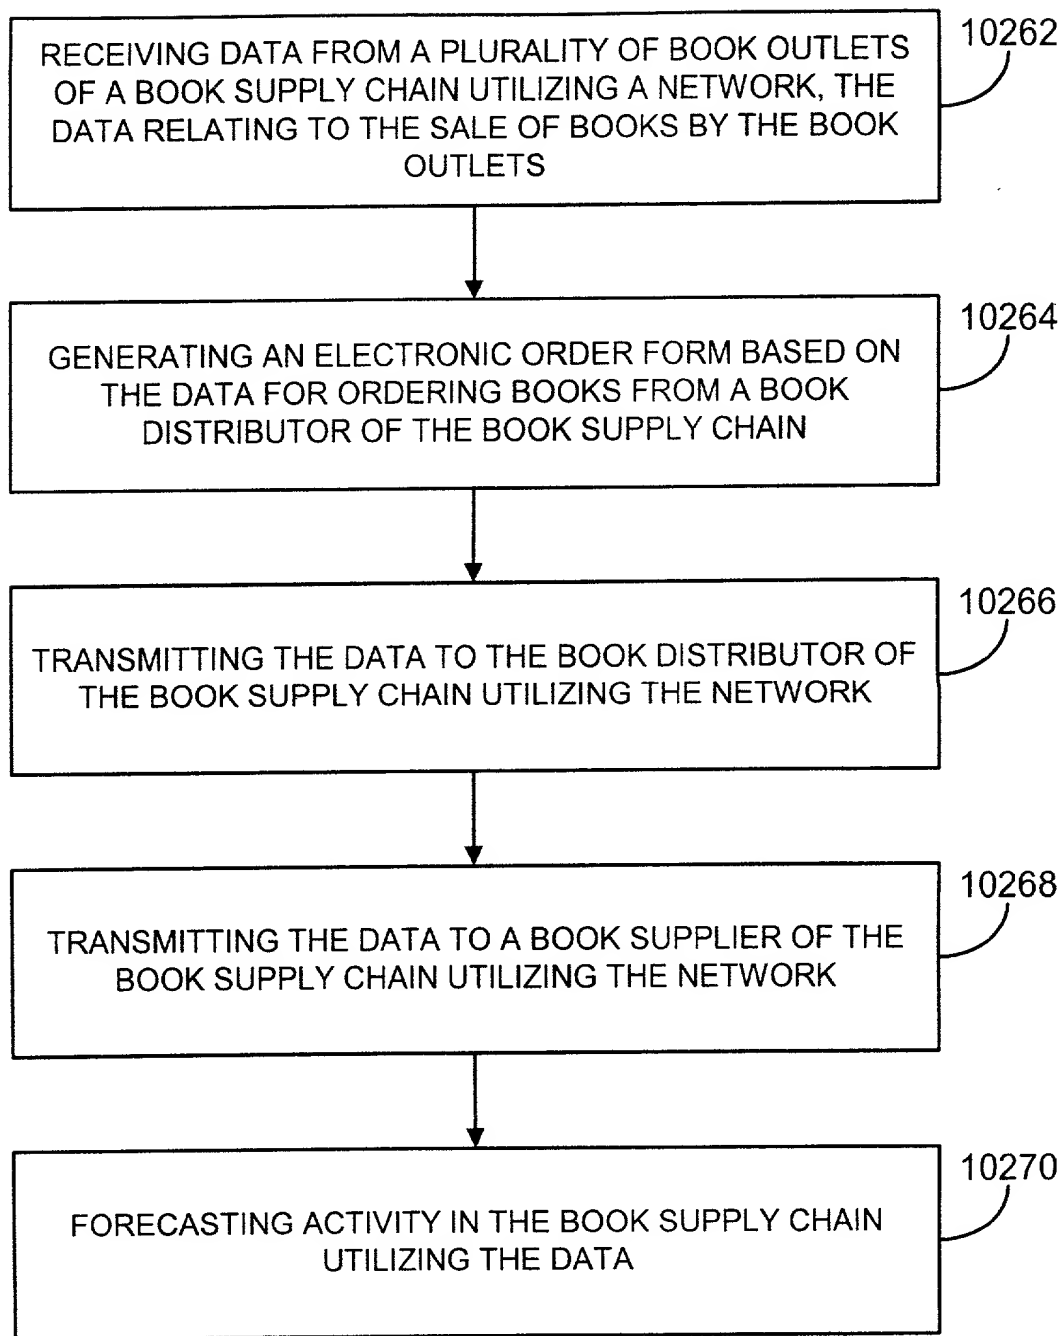 RECEIVING DATA FROM A PLURALITY OF BOOK OUTLETS
OF A BOOK SUPPLY CHAIN UTILIZING A NETWORK, THE
DATA RELATING TO THE SALE OF BOOKS BY THE BOOK
OUTLETS
10262
GENERATING AN ELECTRONIC ORDER FORM BASED ON
THE DATA FOR ORDERING BOOKS FROM A BOOK
DISTRIBUTOR OF THE BOOK SUPPLY CHAIN
10264
TRANSMITTING THE DATA TO THE BOOK DISTRIBUTOR OF
THE BOOK SUPPLY CHAIN UTILIZING THE NETWORK
10266
TRANSMITTING THE DATA TO A BOOK SUPPLIER OF THE
BOOK SUPPLY CHAIN UTILIZING THE NETWORK
10268
FORECASTING ACTIVITY IN THE BOOK SUPPLY CHAIN
UTILIZING THE DATA
10270